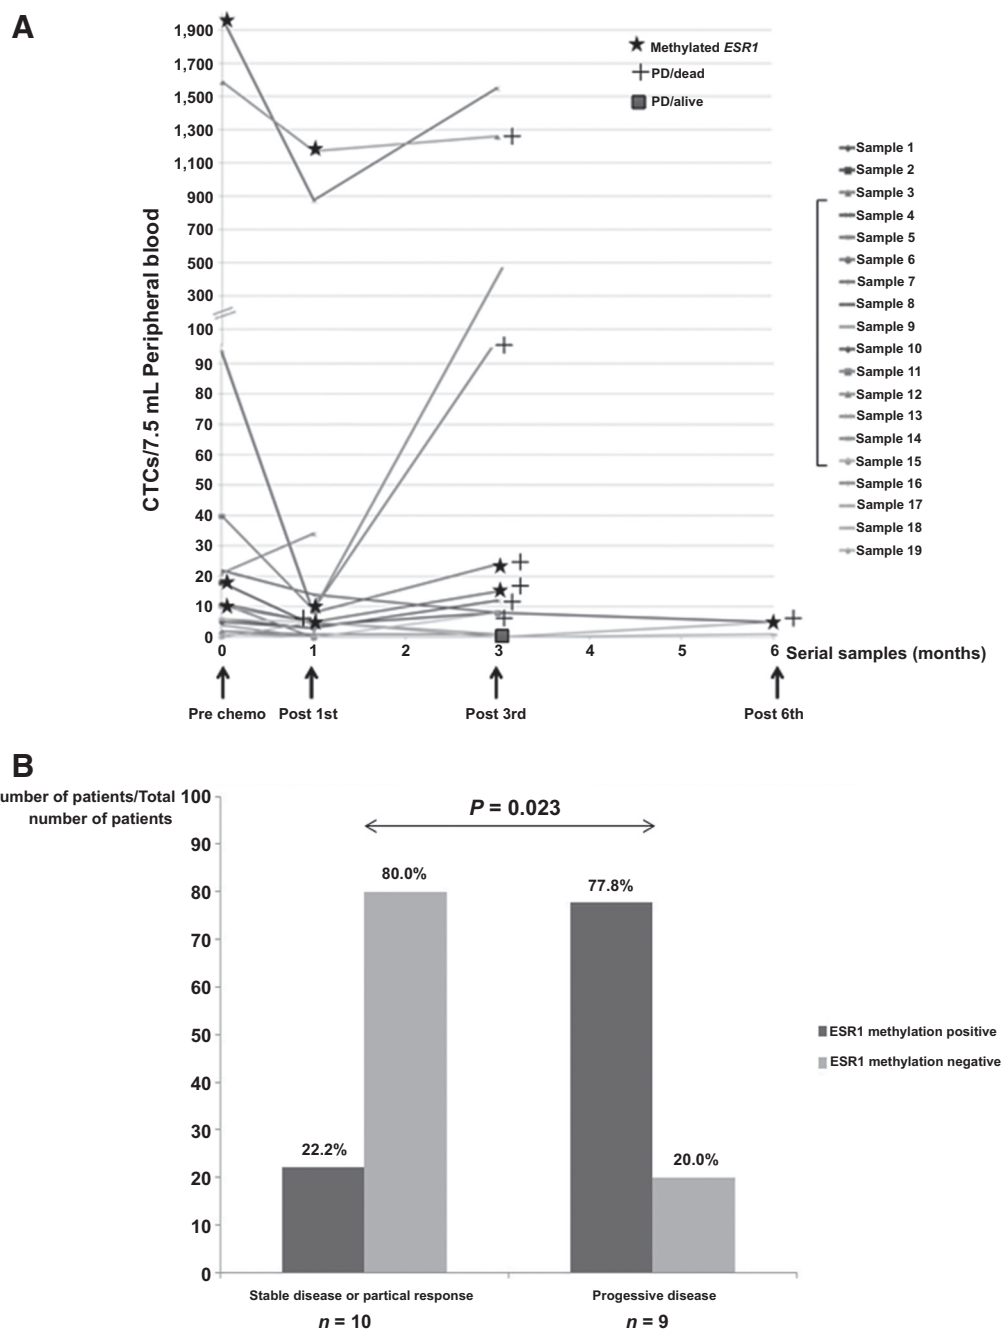 A
CTCs/7.5 mL Peripheral blood
1,900
1,700
1,500
1,300
1,100
900
700
500
300
100
90
80
70
60
50
40
30
20
10
0
Methylated ESR1
PD/dead
PD/alive
Sample 1
Sample 2
Sample 3
Sample 4
Sample 5
Sample 6
Sample 7
Sample 8
Sample 9
Sample 10
Sample 11
Sample 12
Sample 13
Sample 14
Sample 15
Sample 16
Sample 17
Sample 18
Sample 19
0 1 2 3 4 5 6 Serial samples (months)
Pre chemo Post 1st Post 3rd Post 6th
B
umber of patients/Total
number of patients
100
90
80
70
60
50
40
30
20
10
0
P = 0.023
22.2%
80.0%
77.8%
20.0%
ESR1 methylation positive
ESR1 methylation negative
Stable disease or partical response
n = 10
Progessive disease
n = 9